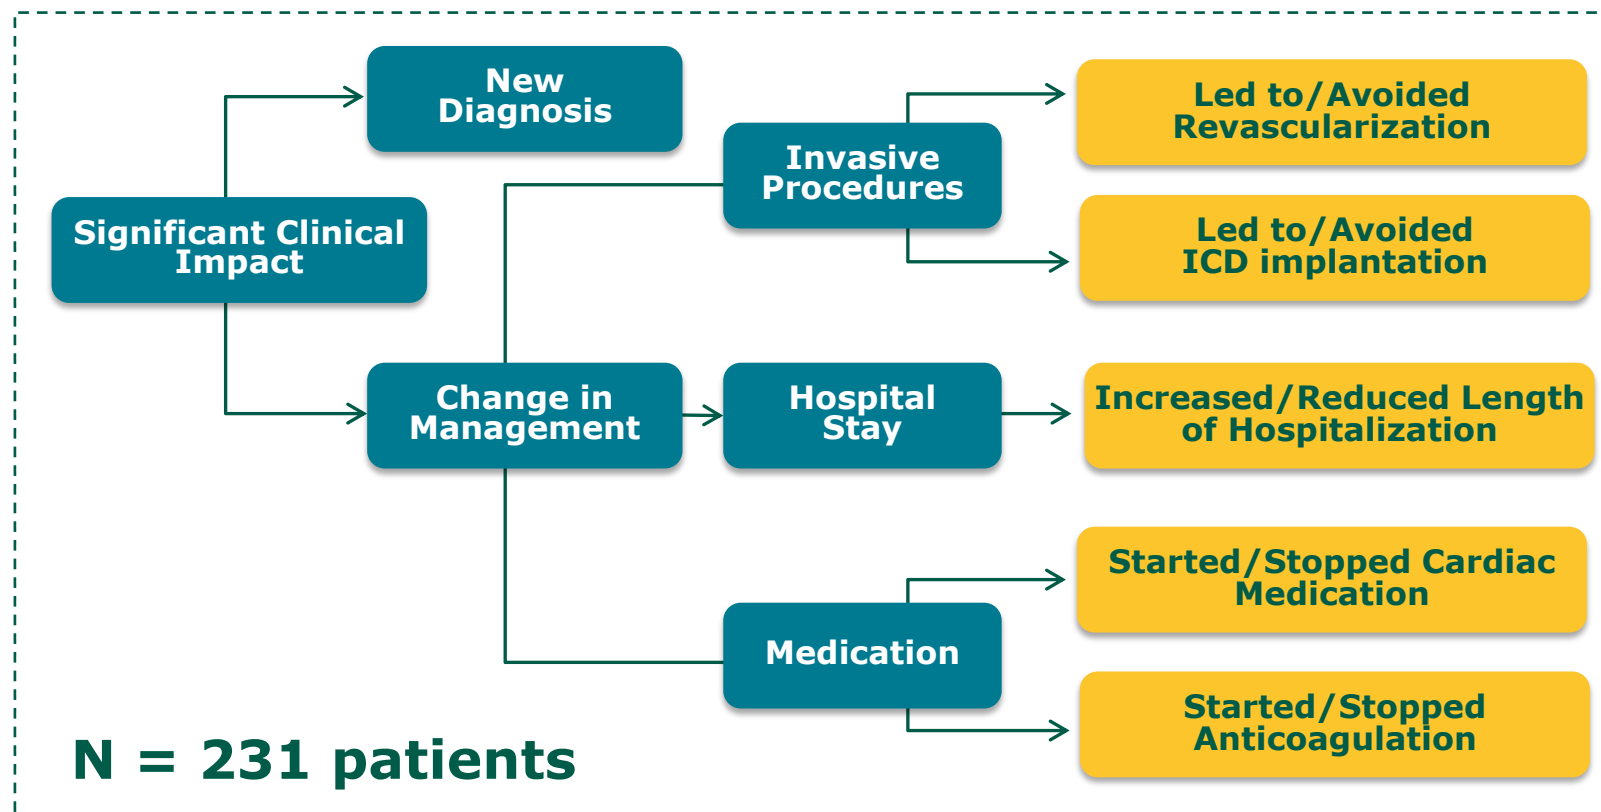 New
Diagnosis
Significant Clinical
Impact
Change in
Management
Invasive
Procedures
Hospital
Stay
Medication
Led to/Avoided
Revascularization
Led to/Avoided
ICD implantation
Increased/Reduced Length
of Hospitalization
Started/Stopped Cardiac
Medication
Started/Stopped
Anticoagulation
N = 231 patients